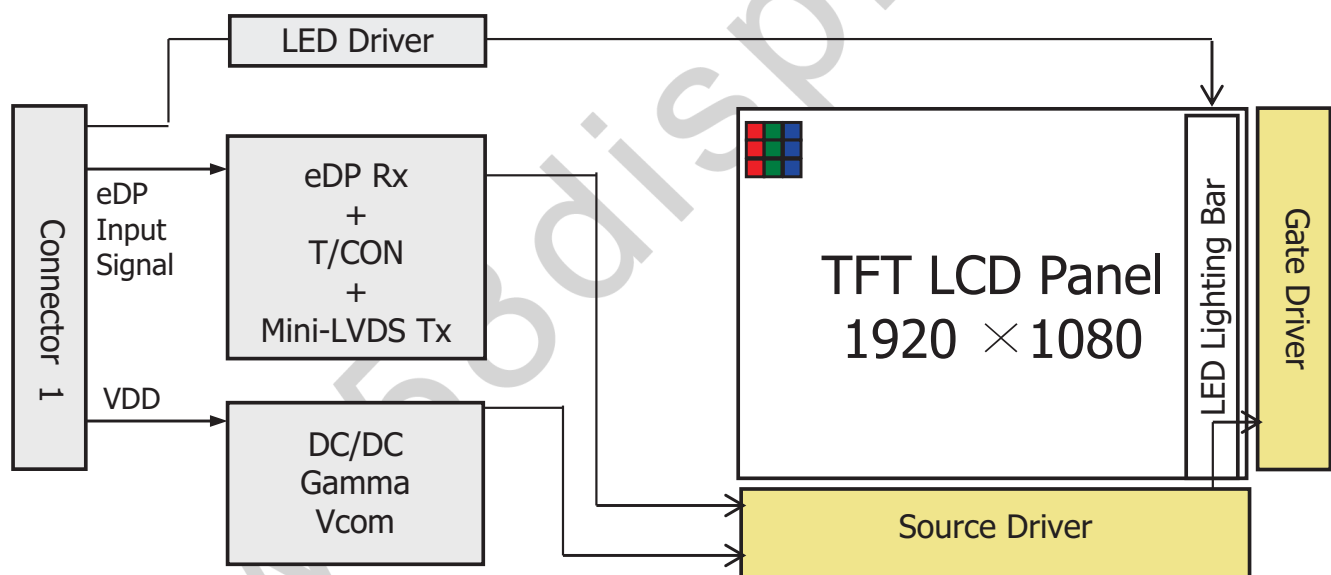 LED Driver
Connector 1
eDP
Input
Signal
VDD
eDP Rx
+
T/CON
+
Mini-LVDS Tx
DC/DC
Gamma
Vcom
TFT LCD Panel
1920 ×1080
LED Lighting Bar
Gate Driver
Source Driver